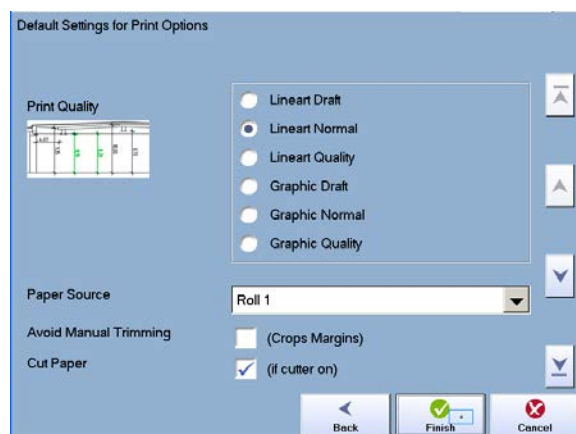 Default Settings for Print Options
Print Quality
Lineart Draft
Lineart Normal
Lineart Quality
Graphic Draft
Graphic Normal
Graphic Quality
Paper Source
Roll 1
Avoid Manual Trimming
(Crops Margins)
Cut Paper
(if cutter on)
Back
Finish
Cancel